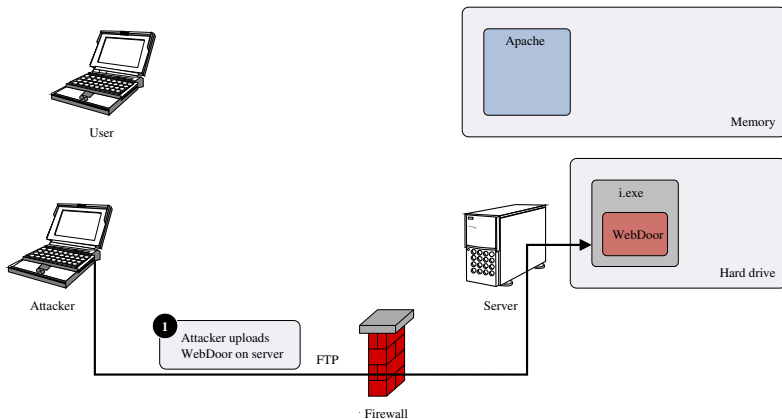 Apache
Memory
User
i.exe
WebDoor
Hard drive
Attacker
Server
1
Attacker uploads
WebDoor on server
FTP
Firewall